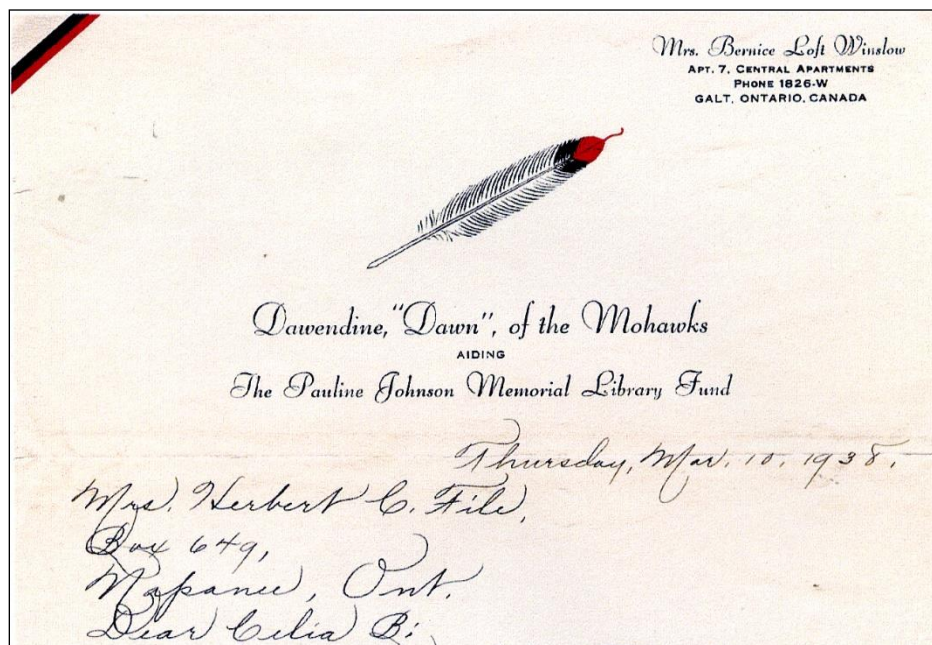 Mrs. Bernice Loft Winslow
APT. 7, CENTRAL APARTMENTS
PHONE 1826-W
GALT, ONTARIO, CANADA
Dawendine, "Dawn", of the Mohawks
AIDING
The Pauline Johnson Memorial Library Fund
Thursday, Mar. 10. 1938.
Mrs. Herbert C. File,
Box 649,
Napanee, Ont.
Dear Celia B: